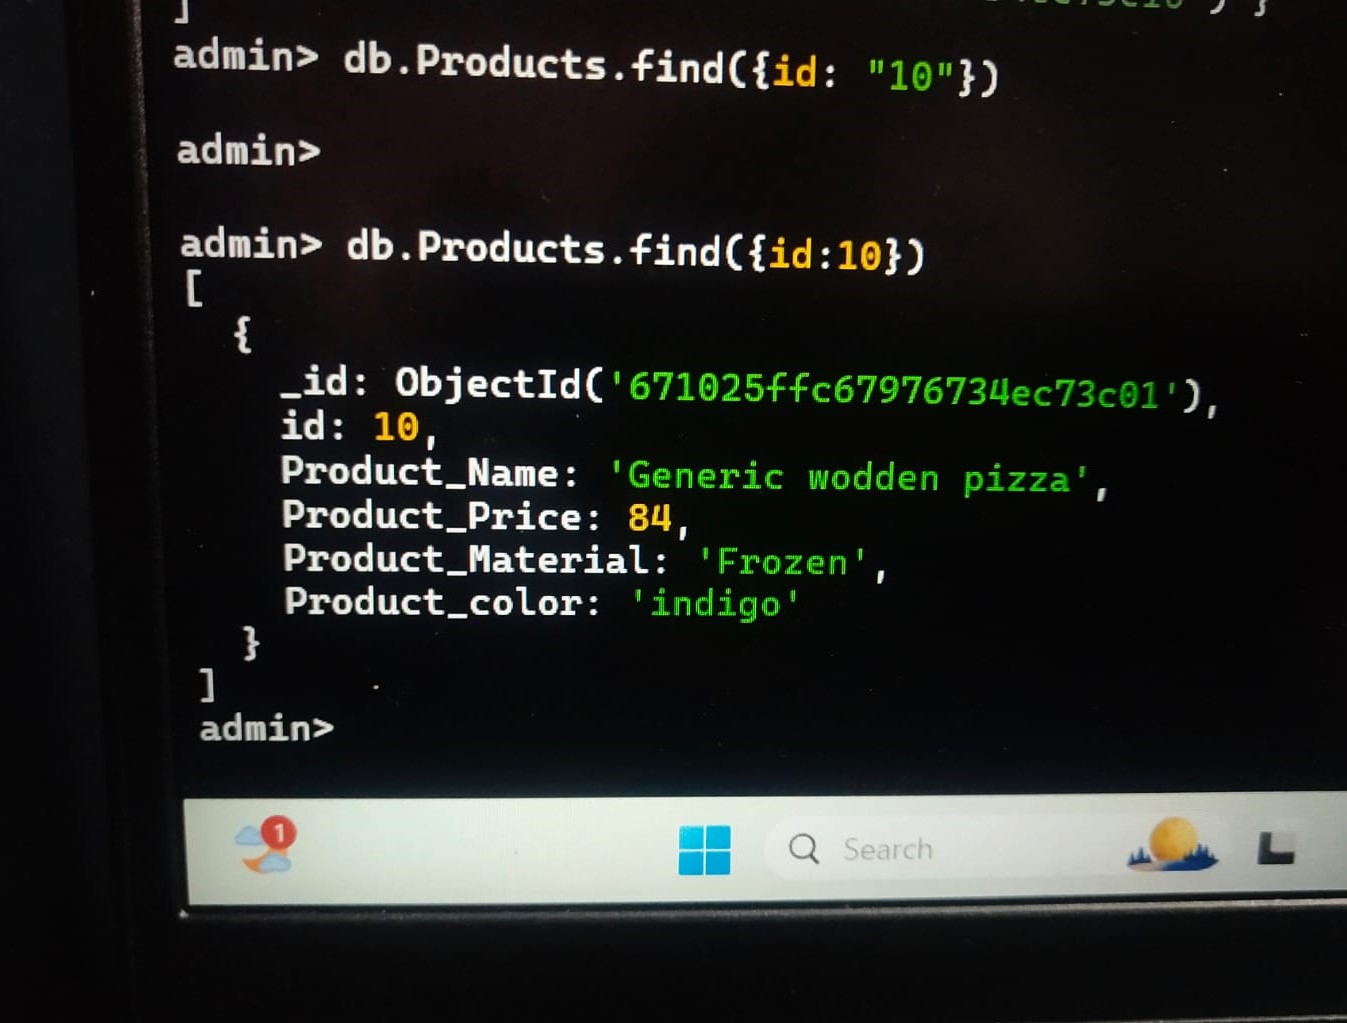 ]
admin> db.Products.find({id: "10"})
admin>
admin> db.Products.find({id:10})
[
{
_id: ObjectId('671025ffc67976734ec73c01'),
id: 10,
Product_Name: 'Generic wodden pizza',
Product_Price: 84,
Product_Material: 'Frozen',
Product_color: 'indigo'
}
]
admin>
1
Search